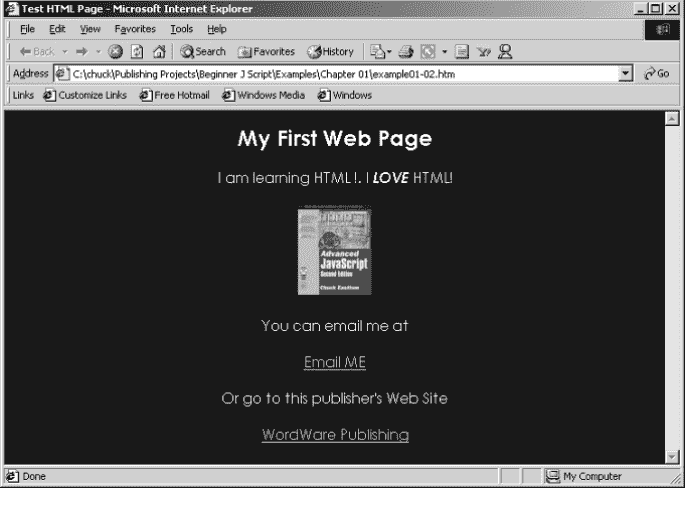 Test HTML Page - Microsoft Internet Explorer
File Edit View Favorites Tools Help
Back Search Favorites History
Address C:\chuck\Publishing Projects\Beginner J Script\Examples\Chapter 01\example01-02.htm Go
Links Customize Links Free Hotmail Windows Media Windows
My First Web Page
I am learning HTML!. I LOVE HTML!
Advanced
JavaScript
Second Edition
Chuck Easttom
You can email me at
Email ME
Or go to this publisher's Web Site
WordWare Publishing
Done My Computer